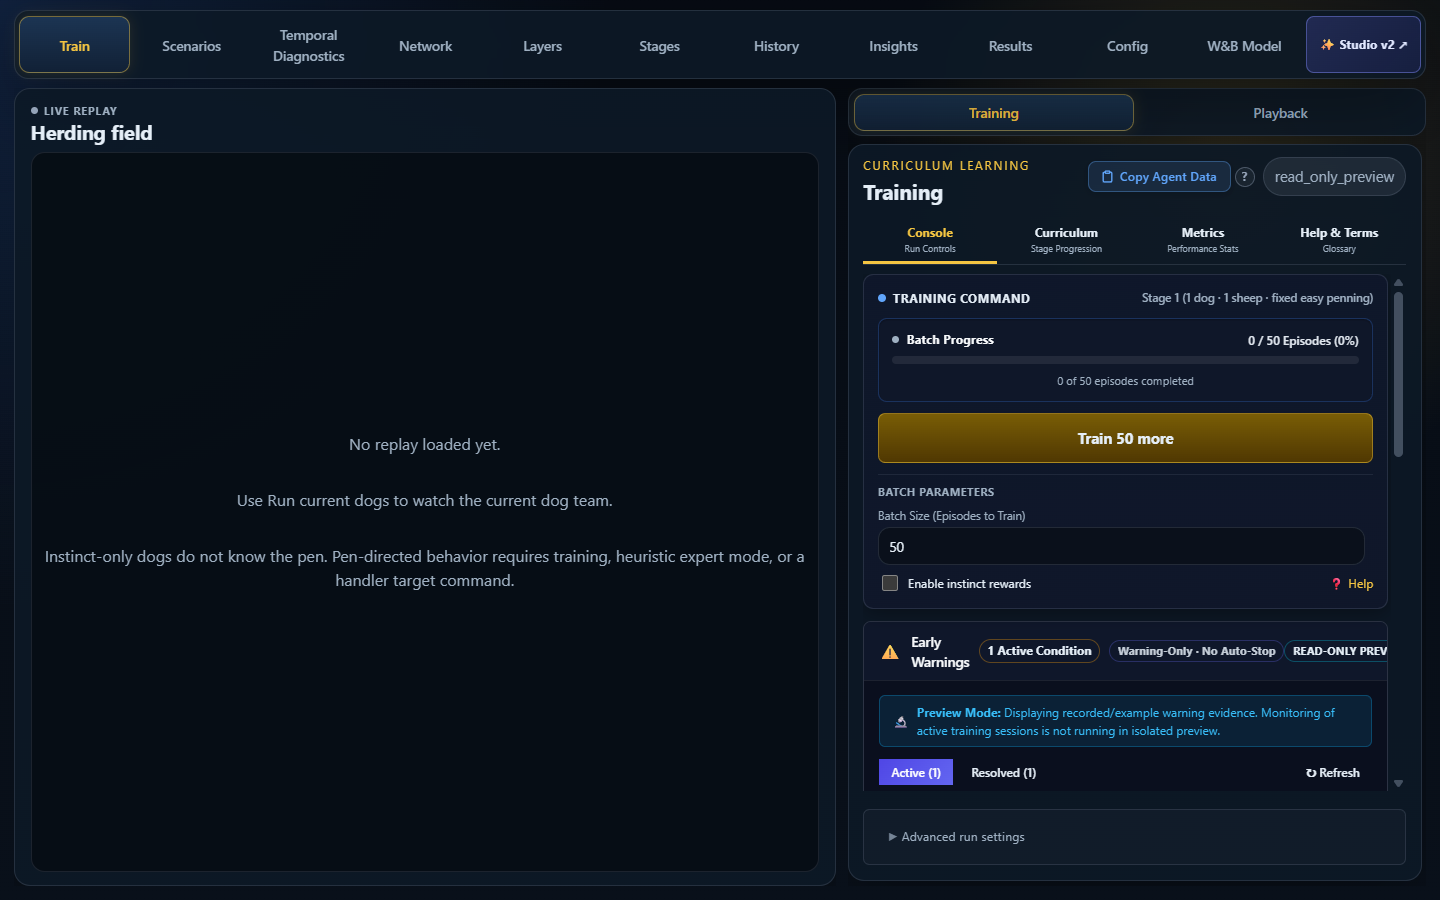 Train
Scenarios
Temporal
Diagnostics
Network
Layers
Stages
History
Insights
Results
Config
W&B Model
✨ Studio v2 ↗
LIVE REPLAY
Herding field
No replay loaded yet.
Use Run current dogs to watch the current dog team.
Instinct-only dogs do not know the pen. Pen-directed behavior requires training, heuristic expert mode, or a
handler target command.
Training
Playback
CURRICULUM LEARNING
Training
Copy Agent Data
?
read_only_preview
Console
Run Controls
Curriculum
Stage Progression
Metrics
Performance Stats
Help & Terms
Glossary
TRAINING COMMAND
Stage 1 (1 dog · 1 sheep · fixed easy penning)
Batch Progress
0 / 50 Episodes (0%)
0 of 50 episodes completed
Train 50 more
BATCH PARAMETERS
Batch Size (Episodes to Train)
50
Enable instinct rewards
❓ Help
Early
Warnings
1 Active Condition
Warning-Only · No Auto-Stop
READ-ONLY PREV
Preview Mode: Displaying recorded/example warning evidence. Monitoring of
active training sessions is not running in isolated preview.
Active (1)
Resolved (1)
↻ Refresh
▶ Advanced run settings